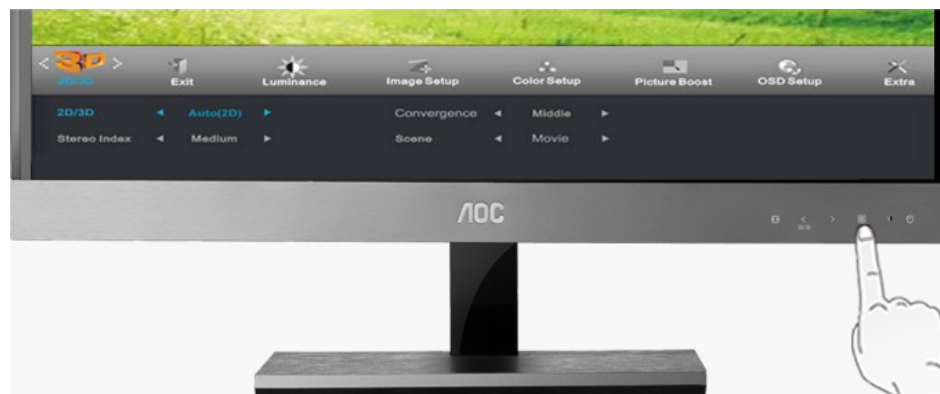 3D
2D/3D Exit Luminance Image Setup Color Setup Picture Boost OSD Setup Extra
2D/3D Auto(2D) Convergence Middle
Stereo Index Medium Scene Movie
AOC